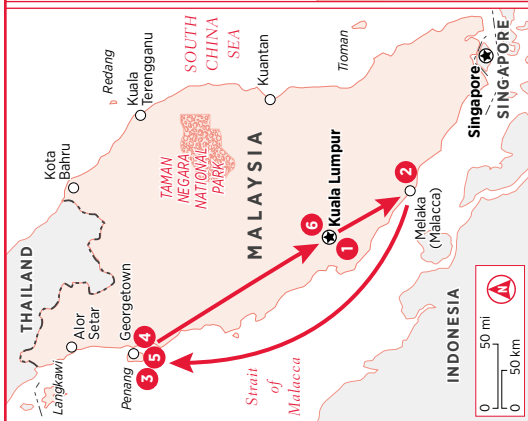 THAILAND
Langkawi
Alor
Setar
Kota
Bahru
Redang
Kuala
Terengganu
SOUTH
CHINA
SEA
Kuantan
Tioman
TAMAN
NEGARA
NATIONAL
PARK
MALAYSIA
Penang
Georgetown
3
5
4
Strait
of
Malacca
6
Kuala Lumpur
1
2
Melaka
(Malacca)
Singapore
SINGAPORE
INDONESIA
0 50 mi
0 50 km
N